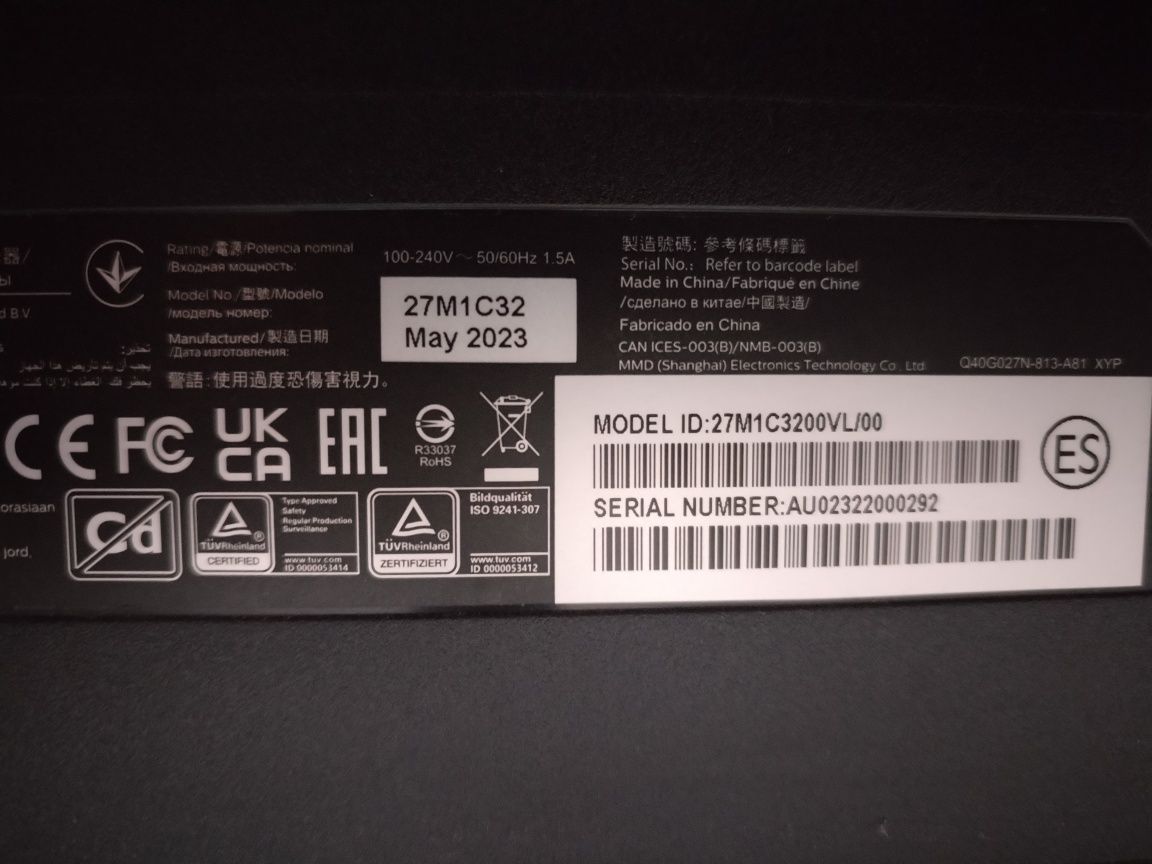 器/
ы
d B.V.
Rating/電源/Potencia nominal
/Входная мощность:
100-240V ~ 50/60Hz 1.5A
Model No./型號/Modelo
/модель номер:
27M1C32
Manufactured/製造日期
/Дата изготовления:
May 2023
تحذير:
警語:使用過度恐傷害視力。
製造號碼: 參考條碼標籤
Serial No.: Refer to barcode label
Made in China/Fabriqué en Chine
/сделано в китае/中國製造/
Fabricado en China
CAN ICES-003(B)/NMB-003(B)
MMD (Shanghai) Electronics Technology Co., Ltd.
Q40G027N-813-A81 XYP
CE FC UK CA EAC
R33037
RoHS
orasiaan
jord,
Cd
TÜVRheinland
CERTIFIED
Type Approved
Safety
Regular Production
Surveillance
www.tuv.com
ID 0000053414
TÜVRheinland
ZERTIFIZIERT
Bildqualität
ISO 9241-307
www.tuv.com
ID 0000053412
MODEL ID:27M1C3200VL/00
SERIAL NUMBER:AU02322000292
ES